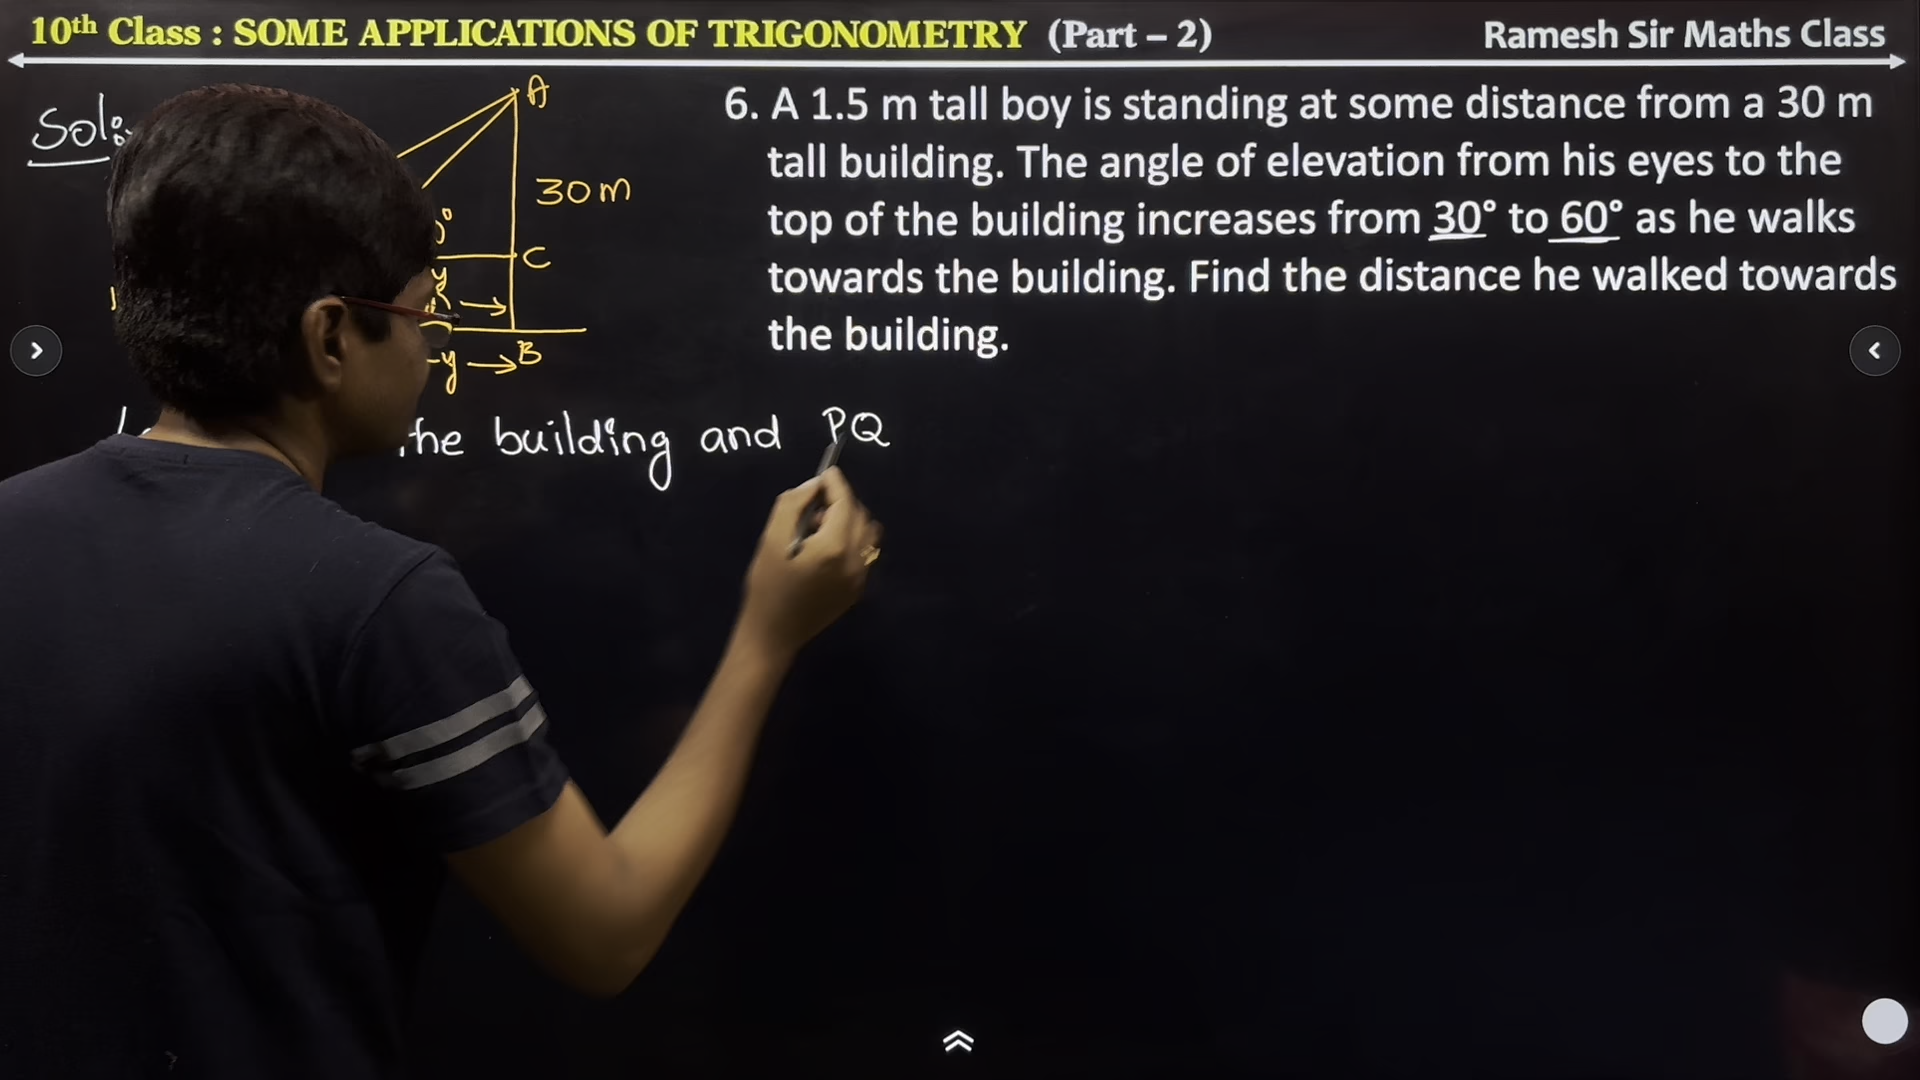 10th Class : SOME APPLICATIONS OF TRIGONOMETRY (Part – 2)
Ramesh Sir Maths Class
Sol:
A
30 m
C
B
y
6. A 1.5 m tall boy is standing at some distance from a 30 m
tall building. The angle of elevation from his eyes to the
top of the building increases from 30° to 60° as he walks
towards the building. Find the distance he walked towards
the building.
the building and PQ